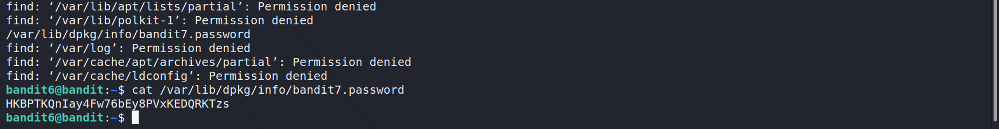 find: ‘/var/lib/apt/lists/partial’: Permission denied
find: ‘/var/lib/polkit-1’: Permission denied
/var/lib/dpkg/info/bandit7.password
find: ‘/var/log’: Permission denied
find: ‘/var/cache/apt/archives/partial’: Permission denied
find: ‘/var/cache/ldconfig’: Permission denied
bandit6@bandit:~$ cat /var/lib/dpkg/info/bandit7.password
HKBPTKQnIay4Fw76bEy8PVxKEDQRKTzs
bandit6@bandit:~$